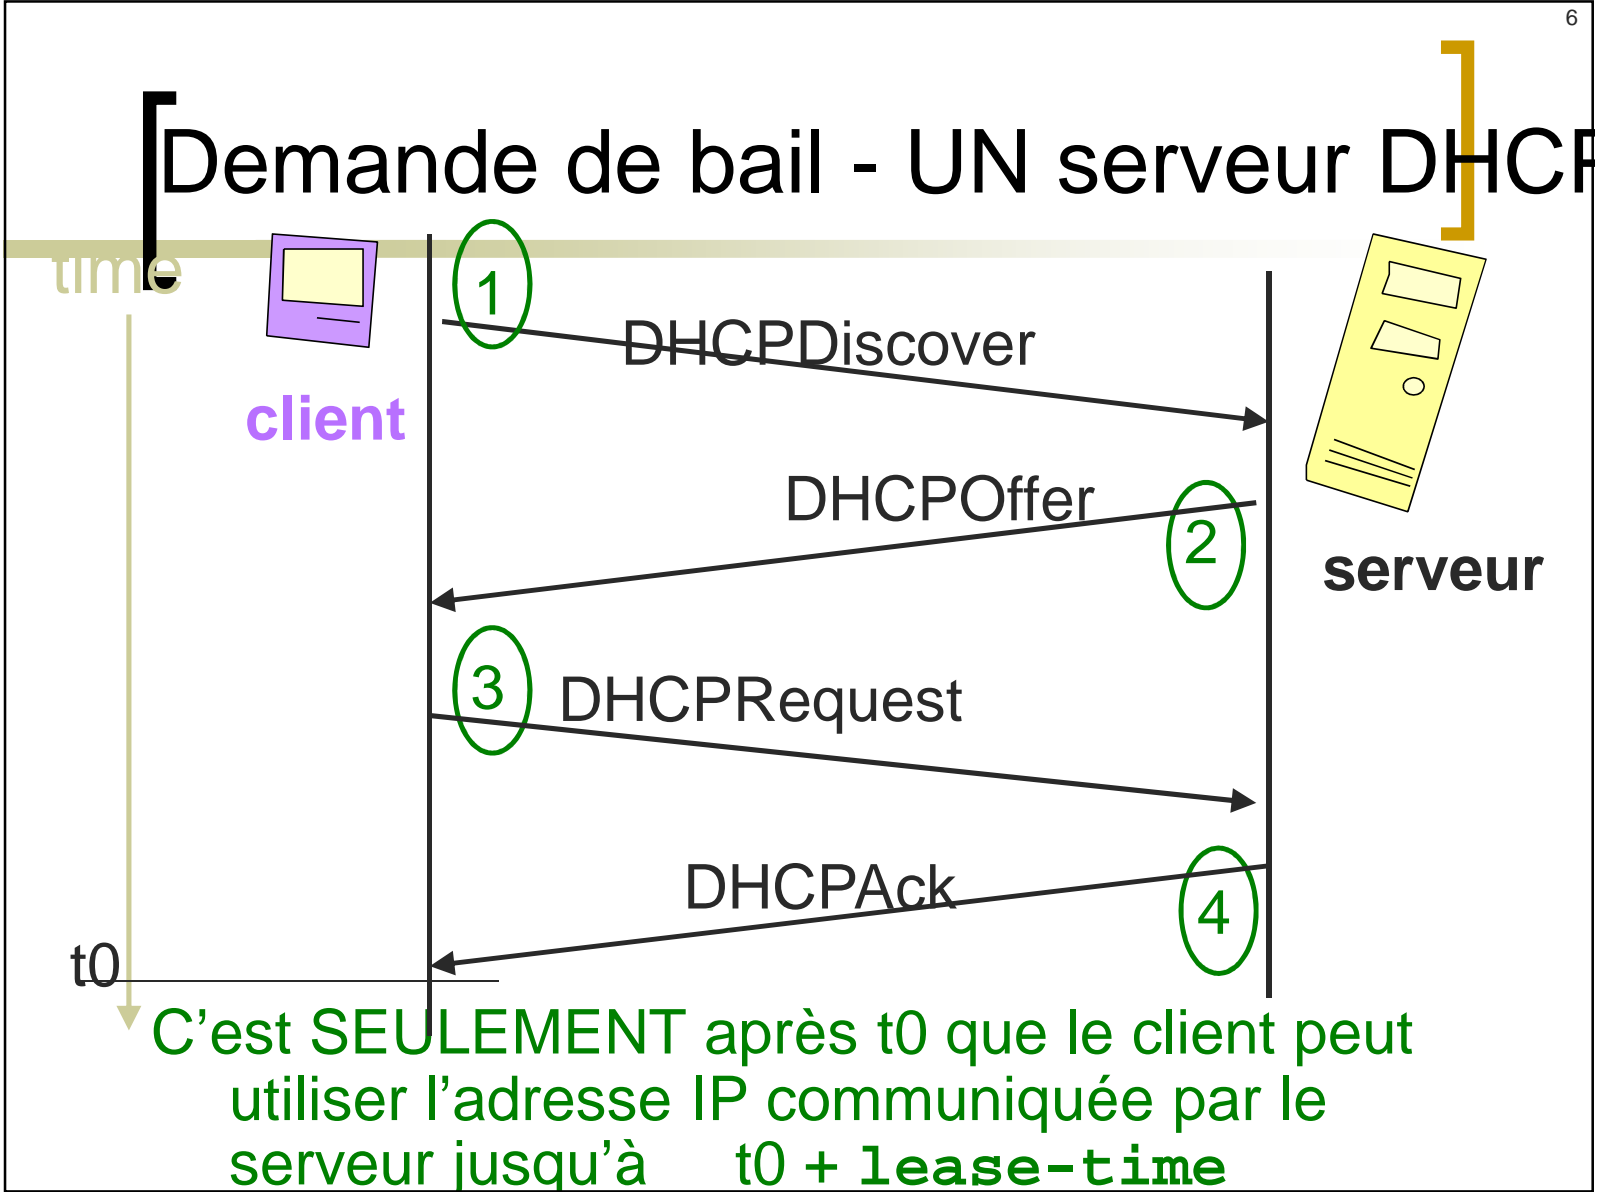 6
Demande de bail - UN serveur DHCP
time
1
DHCPDiscover
client
DHCPOffer
2
serveur
3
DHCPRequest
DHCPAck
4
t0
C’est SEULEMENT après t0 que le client peut
utiliser l’adresse IP communiquée par le
serveur jusqu’à t0 + lease-time